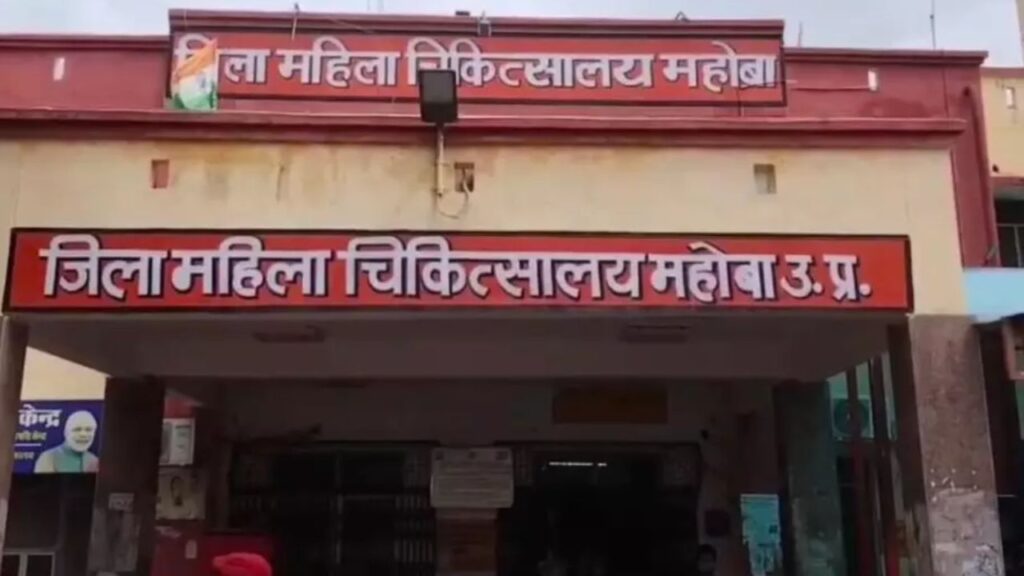 जिला महिला चिकित्सालय महोबा
जिला महिला चिकित्सालय महोबा उ. प्र.
केन्द्र